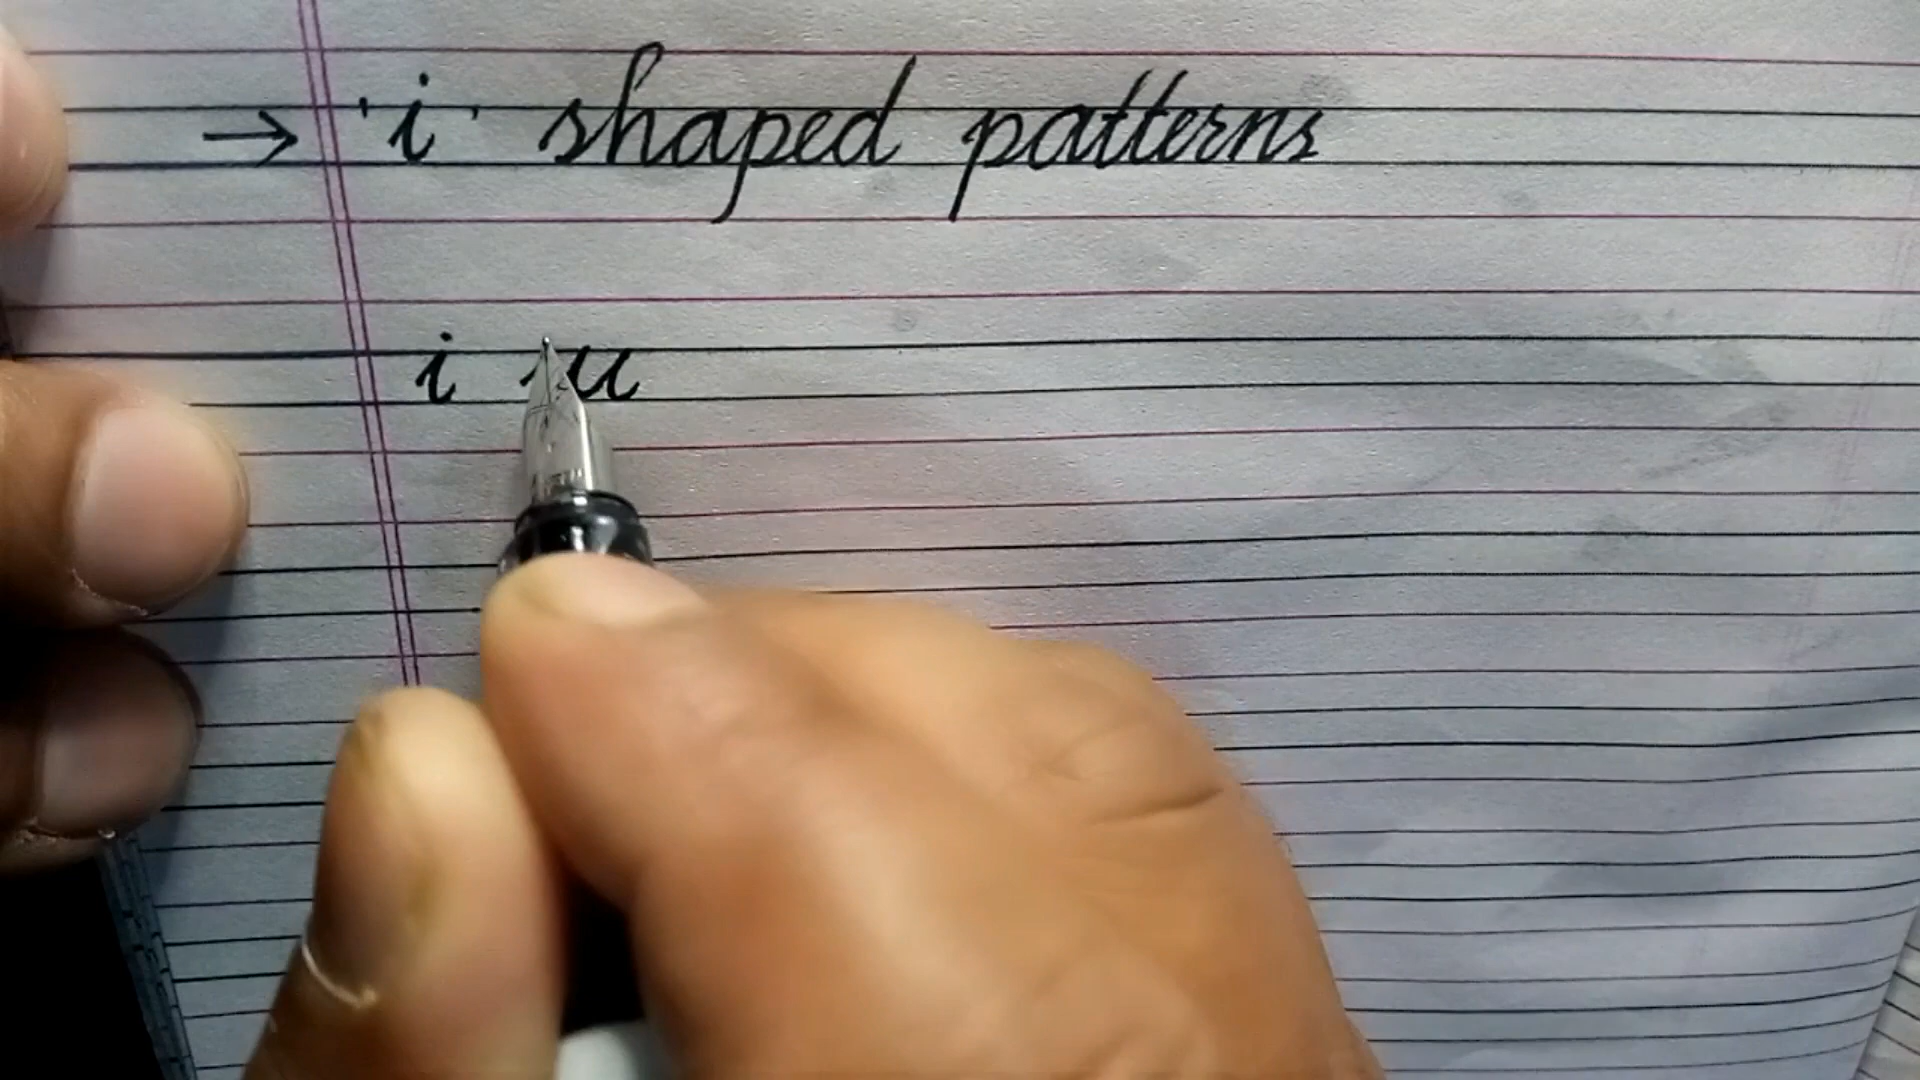 → 'i' shaped patterns
i